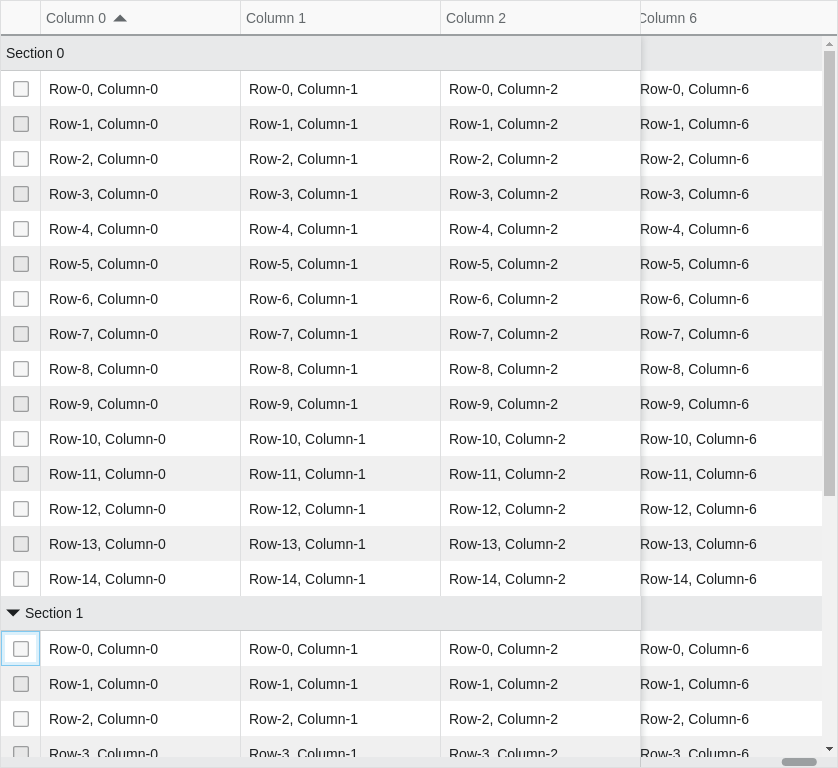 Column 0 Column 1 Column 2 Column 6
Section 0
Row-0, Column-0 Row-0, Column-1 Row-0, Column-2 Row-0, Column-6
Row-1, Column-0 Row-1, Column-1 Row-1, Column-2 Row-1, Column-6
Row-2, Column-0 Row-2, Column-1 Row-2, Column-2 Row-2, Column-6
Row-3, Column-0 Row-3, Column-1 Row-3, Column-2 Row-3, Column-6
Row-4, Column-0 Row-4, Column-1 Row-4, Column-2 Row-4, Column-6
Row-5, Column-0 Row-5, Column-1 Row-5, Column-2 Row-5, Column-6
Row-6, Column-0 Row-6, Column-1 Row-6, Column-2 Row-6, Column-6
Row-7, Column-0 Row-7, Column-1 Row-7, Column-2 Row-7, Column-6
Row-8, Column-0 Row-8, Column-1 Row-8, Column-2 Row-8, Column-6
Row-9, Column-0 Row-9, Column-1 Row-9, Column-2 Row-9, Column-6
Row-10, Column-0 Row-10, Column-1 Row-10, Column-2 Row-10, Column-6
Row-11, Column-0 Row-11, Column-1 Row-11, Column-2 Row-11, Column-6
Row-12, Column-0 Row-12, Column-1 Row-12, Column-2 Row-12, Column-6
Row-13, Column-0 Row-13, Column-1 Row-13, Column-2 Row-13, Column-6
Row-14, Column-0 Row-14, Column-1 Row-14, Column-2 Row-14, Column-6
Section 1
Row-0, Column-0 Row-0, Column-1 Row-0, Column-2 Row-0, Column-6
Row-1, Column-0 Row-1, Column-1 Row-1, Column-2 Row-1, Column-6
Row-2, Column-0 Row-2, Column-1 Row-2, Column-2 Row-2, Column-6
Row-3, Column-0 Row-3, Column-1 Row-3, Column-2 Row-3, Column-6